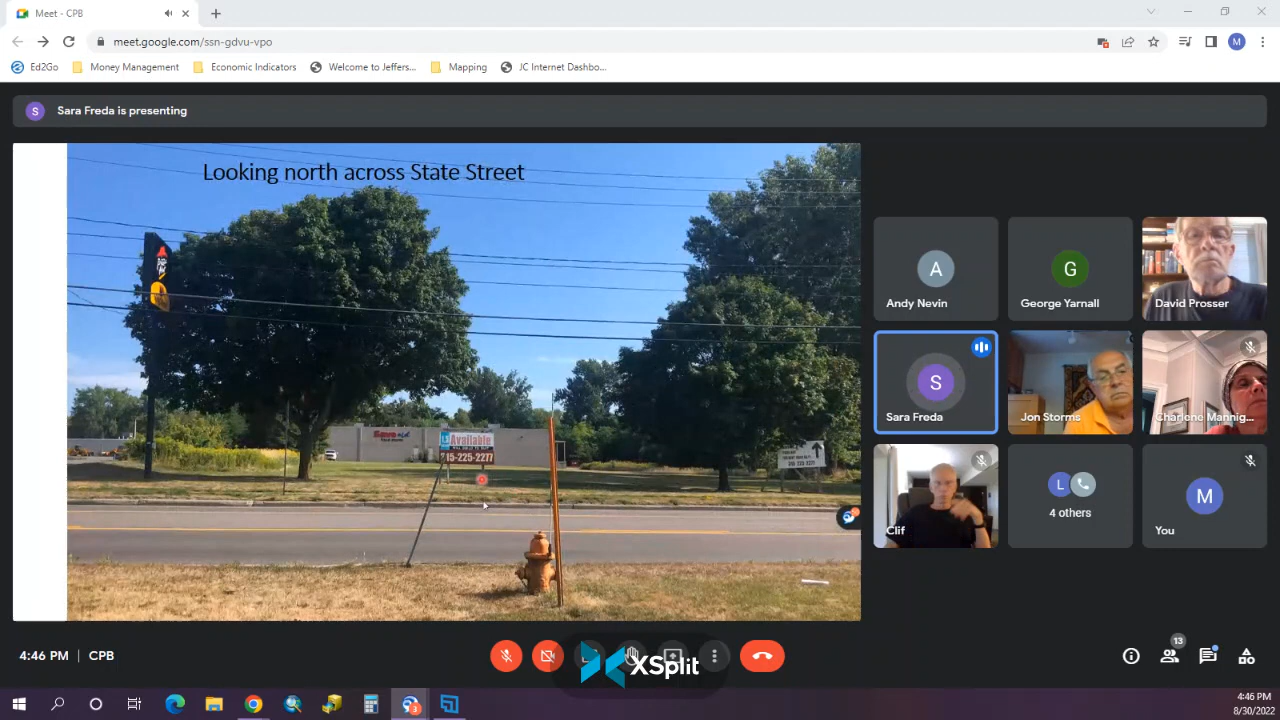 Meet - CPB
meet.google.com/ssn-gdvu-vpo
M
Ed2Go
Money Management
Economic Indicators
Welcome to Jeffers...
Mapping
JC Internet Dashbo...
S
Sara Freda is presenting
Looking north across State Street
Available
315-225-2277
A
Andy Nevin
G
George Yarnall
David Prosser
S
Sara Freda
Jon Storms
Charlene Mannig...
Clif
L
4 others
M
You
4:46 PM | CPB
XSplit
13
3
4:46 PM
8/30/2022